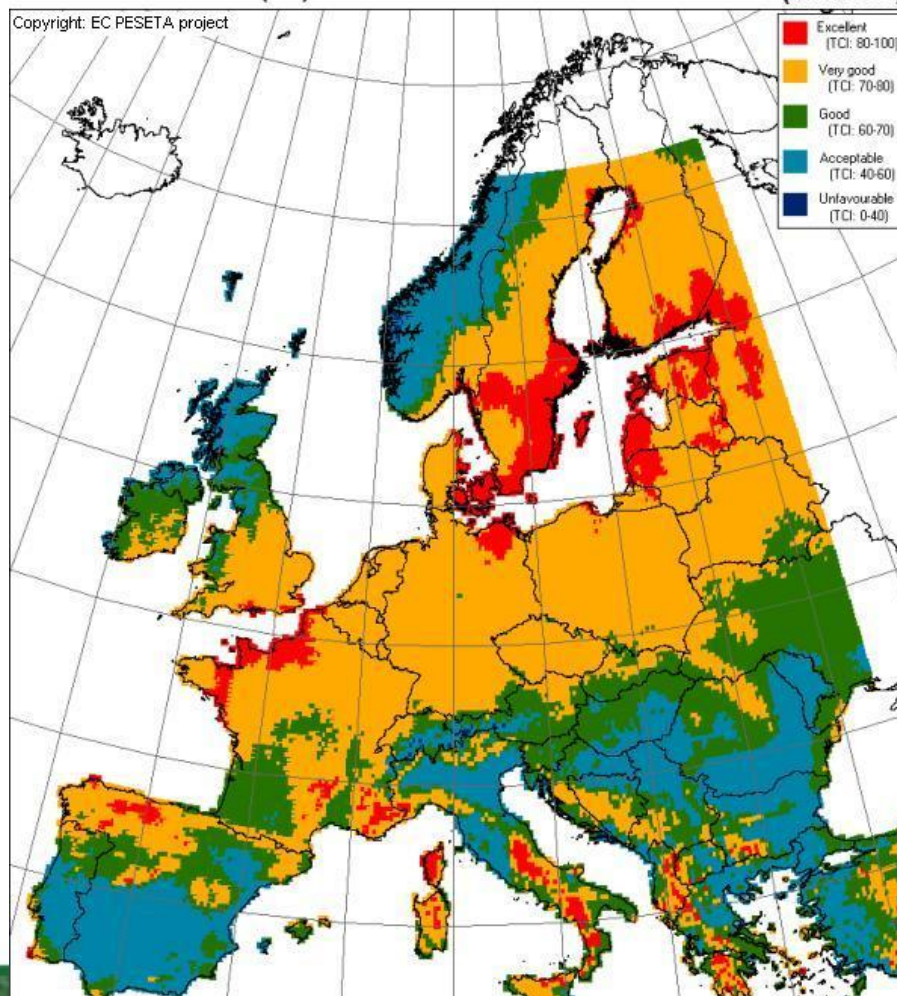 Copyright: EC PESETA project
Excellent
(TCI: 80-100)
Very good
(TCI: 70-80)
Good
(TCI: 60-70)
Acceptable
(TCI: 40-60)
Unfavourable
(TCI: 0-40)